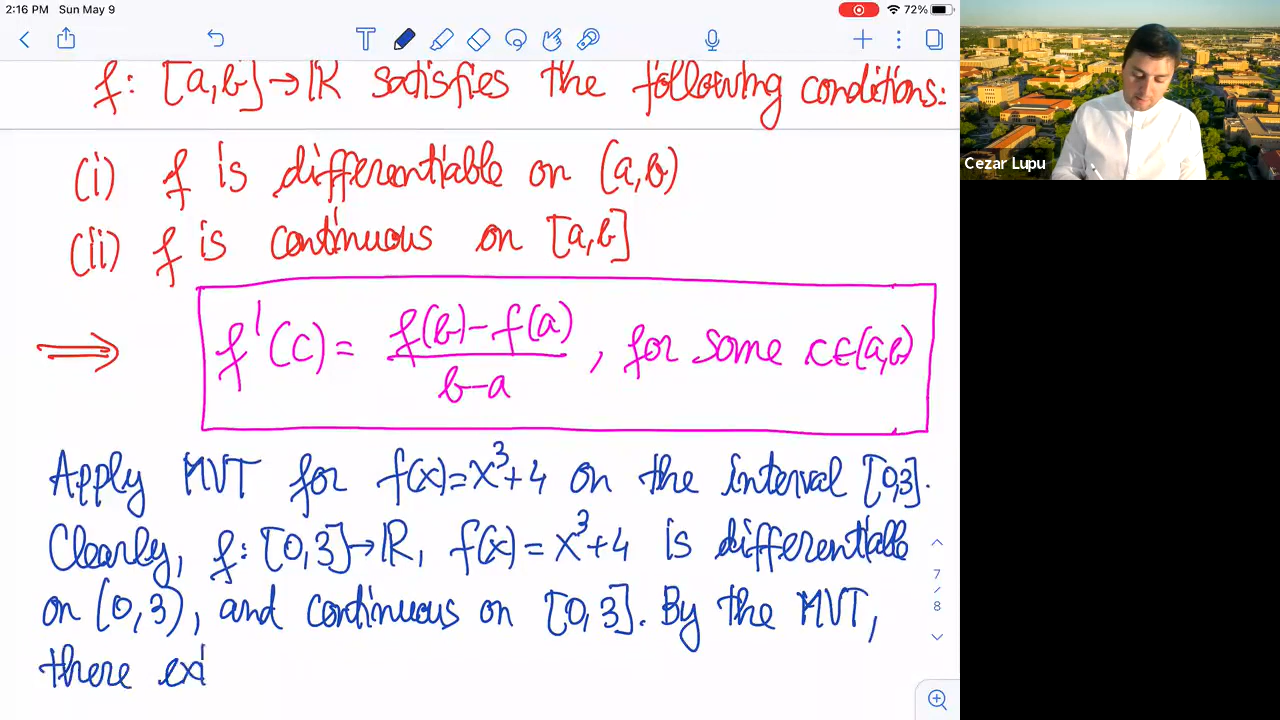 2:16 PM Sun May 9
72%
f: [a,b]→ℝ satisfies the following conditions:
Cezar Lupu
(i) f is differentiable on (a,b)
(ii) f is continuous on [a,b]
⟹ f'(c) = f(b)-f(a) / b-a , for some c∈(a,b)
Apply MVT for f(x)=x³+4 on the interval [0,3].
Clearly, f: [0,3]→ℝ, f(x)=x³+4 is differentiable
on (0,3), and continuous on [0,3]. By the MVT,
there exi
7
/
8